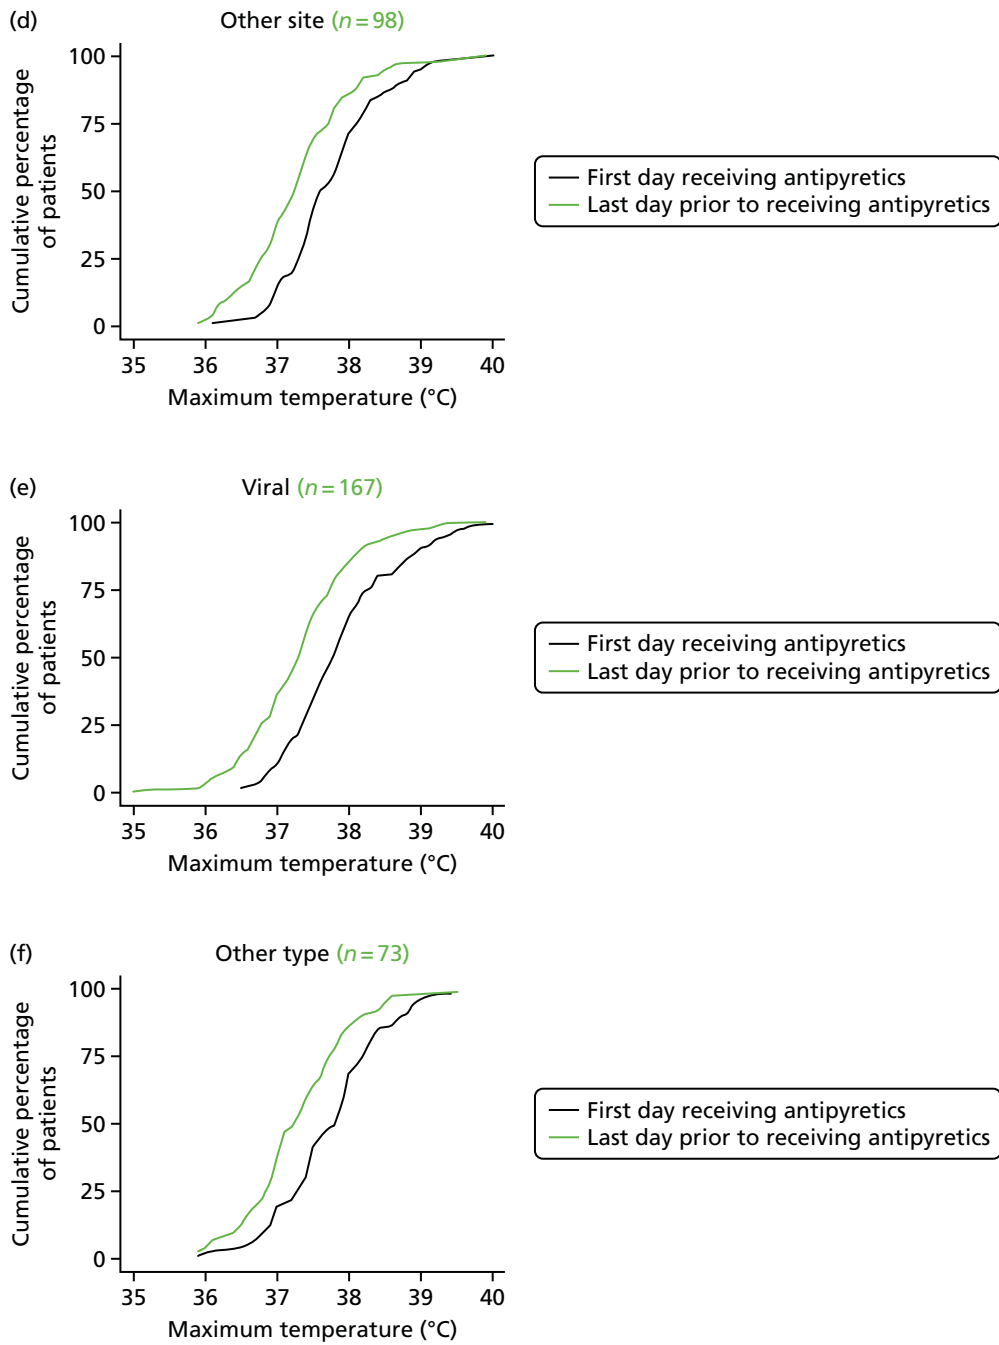 (d)
Other site (n = 98)
Cumulative percentage
of patients
100
75
50
25
0
35 36 37 38 39 40
Maximum temperature (°C)
First day receiving antipyretics
Last day prior to receiving antipyretics
(e)
Viral (n = 167)
Cumulative percentage
of patients
100
75
50
25
0
35 36 37 38 39 40
Maximum temperature (°C)
First day receiving antipyretics
Last day prior to receiving antipyretics
(f)
Other type (n = 73)
Cumulative percentage
of patients
100
75
50
25
0
35 36 37 38 39 40
Maximum temperature (°C)
First day receiving antipyretics
Last day prior to receiving antipyretics